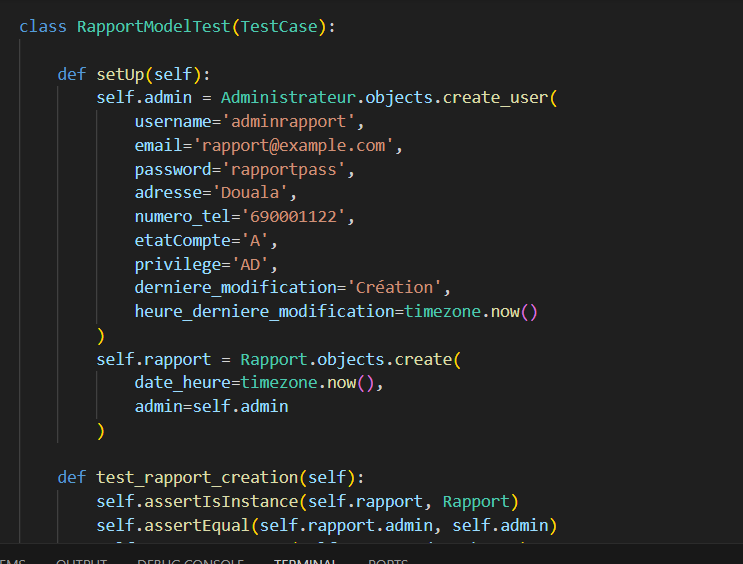 class RapportModelTest(TestCase):
def setUp(self):
self.admin = Administrateur.objects.create_user(
username='adminrapport',
email='rapport@example.com',
password='rapportpass',
adresse='Douala',
numero_tel='690001122',
etatCompte='A',
privilege='AD',
derniere_modification='Création',
heure_derniere_modification=timezone.now()
)
self.rapport = Rapport.objects.create(
date_heure=timezone.now(),
admin=self.admin
)
def test_rapport_creation(self):
self.assertIsInstance(self.rapport, Rapport)
self.assertEqual(self.rapport.admin, self.admin)
OUTPUT DEBUG CONSOLE TERMINAL PORTS